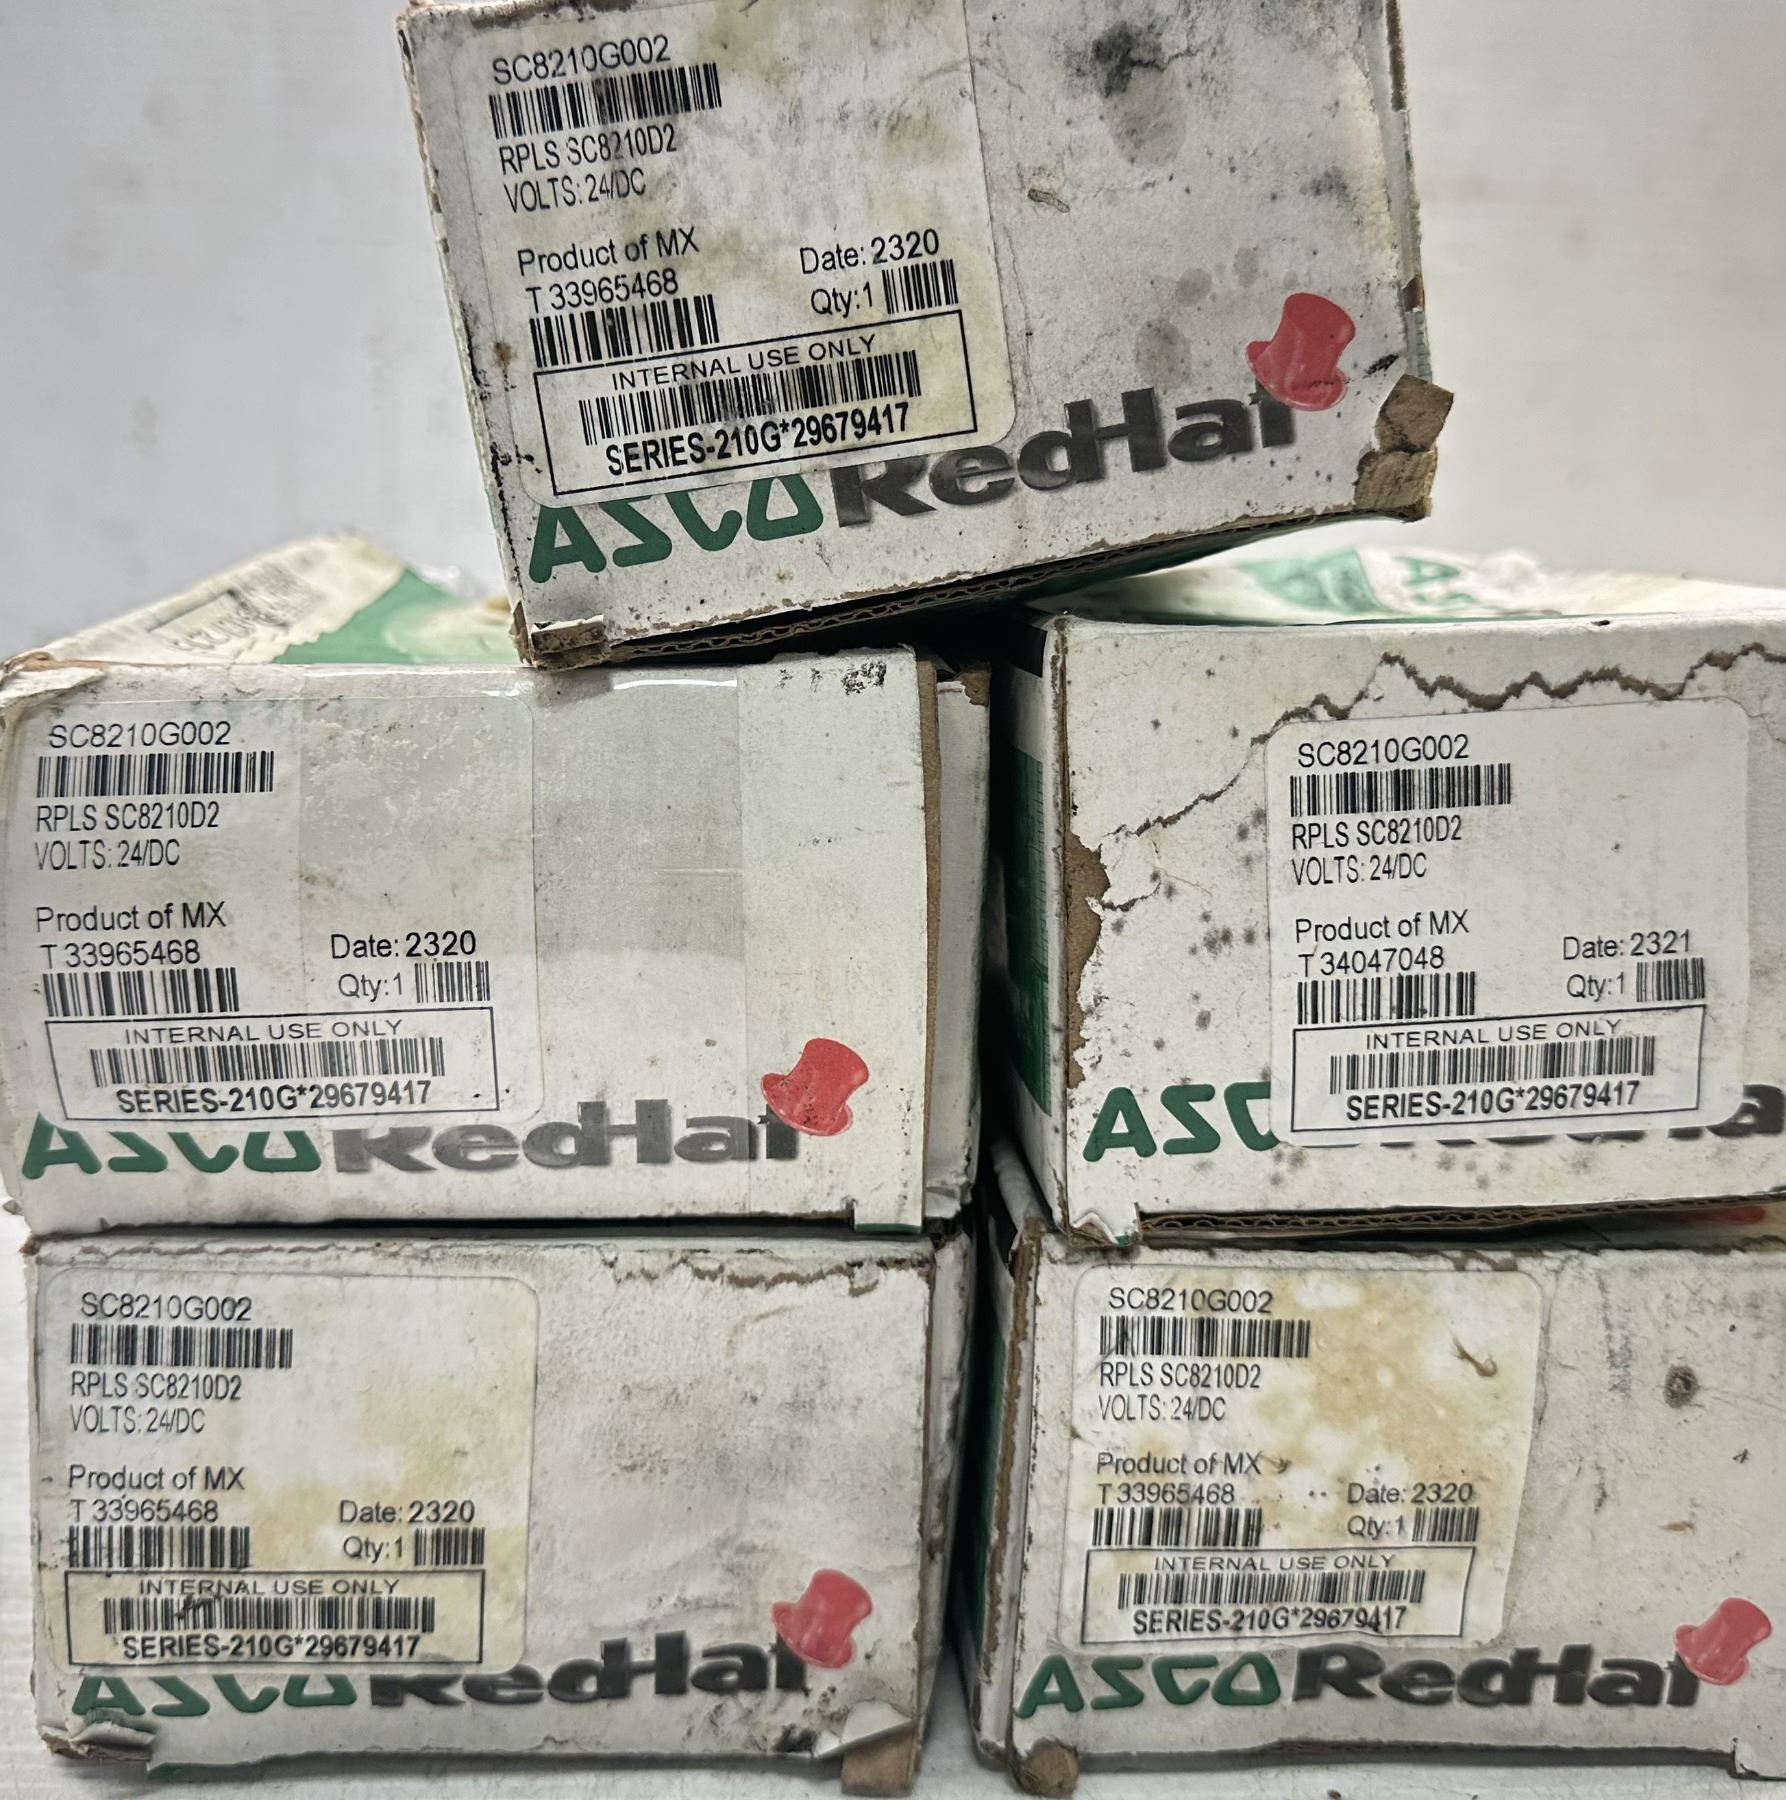 SC8210G002
RPLS SC8210D2
VOLTS: 24/DC
Product of MX
Date: 2320
T 33965468
Qty:1
INTERNAL USE ONLY
SERIES-210G*29679417
ASCO RedHat
SC8210G002
RPLS SC8210D2
VOLTS: 24/DC
Product of MX
T 33965468
Date: 2320
Qty:1
INTERNAL USE ONLY
SERIES-210G*29679417
ASCO RedHat
SC8210G002
RPLS SC8210D2
VOLTS: 24/DC
Product of MX
T 34047048
Date: 2321
Qty:1
INTERNAL USE ONLY
SERIES-210G*29679417
ASC
SC8210G002
RPLS SC8210D2
VOLTS: 24/DC
Product of MX
T 33965468
Date: 2320
Qty:1
INTERNAL USE ONLY
SERIES-210G*29679417
ASCO RedHat
SC8210G002
RPLS SC8210D2
VOLTS: 24/DC
Product of MX
T 33965468
Date: 2320
Qty:1
INTERNAL USE ONLY
SERIES-210G*29679417
ASCO RedHat